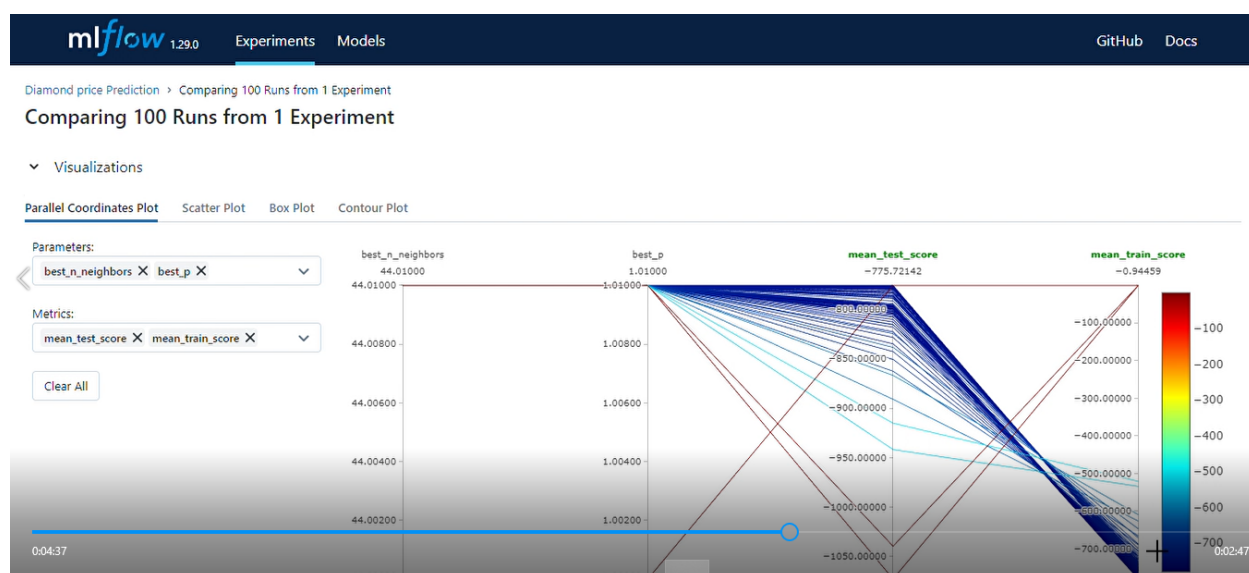 mlflow 1.29.0 Experiments Models GitHub Docs
Diamond price Prediction > Comparing 100 Runs from 1 Experiment
Comparing 100 Runs from 1 Experiment
Visualizations
Parallel Coordinates Plot Scatter Plot Box Plot Contour Plot
Parameters:
best_n_neighbors X best_p X
Metrics:
mean_test_score X mean_train_score X
Clear All
best_n_neighbors best_p mean_test_score mean_train_score
44.01000 1.01000 −775.72142 −0.94459
44.01000
44.00800
44.00600
44.00400
44.00200
1.01000
1.00800
1.00600
1.00400
1.00200
−800.00000
−850.00000
−900.00000
−950.00000
−1000.00000
−1050.00000
−100.00000
−200.00000
−300.00000
−400.00000
−500.00000
−600.00000
−700.00000
−100
−200
−300
−400
−500
−600
−700
0:04:37 0:02:47